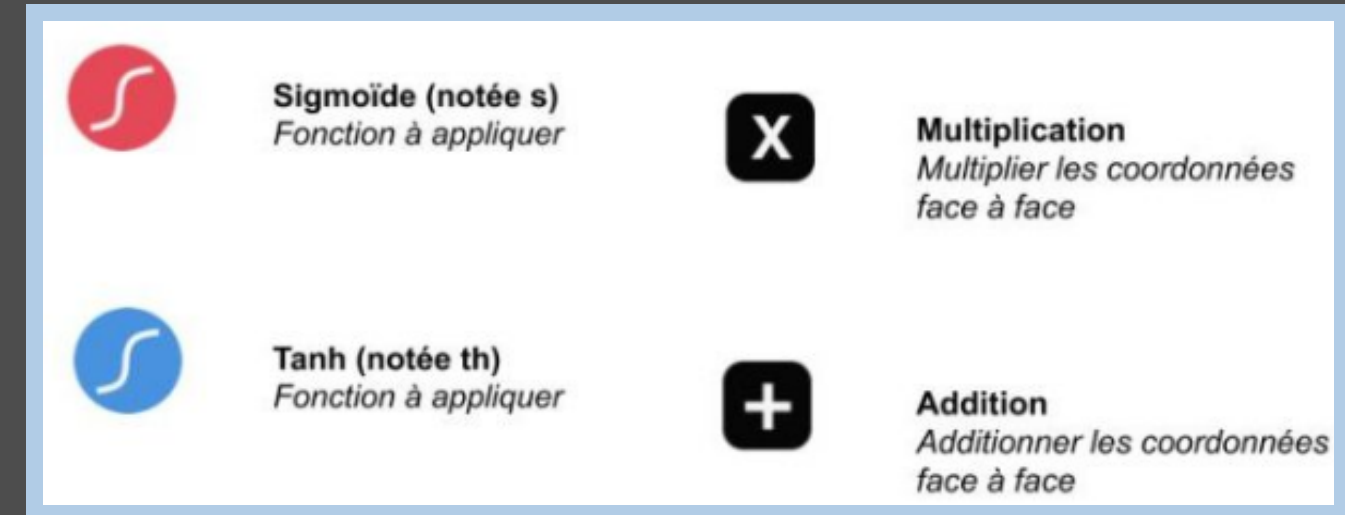 Sigmoïde (notée s)
Fonction à appliquer
X
Multiplication
Multiplier les coordonnées
face à face
Tanh (notée th)
Fonction à appliquer
+
Addition
Additionner les coordonnées
face à face